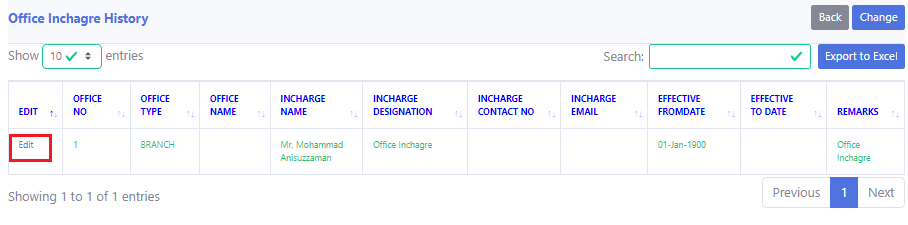 Office Inchagre History
Back
Change
Show 10 entries
Search:
Export to Excel
EDIT
OFFICE NO
OFFICE TYPE
OFFICE NAME
INCHARGE NAME
INCHARGE DESIGNATION
INCHARGE CONTACT NO
INCHARGE EMAIL
EFFECTIVE FROMDATE
EFFECTIVE TO DATE
REMARKS
Edit
1
BRANCH
Mr. Mohammad
Anisuzzaman
Office Inchagre
01-Jan-1900
Office
Inchagre
Showing 1 to 1 of 1 entries
Previous
1
Next